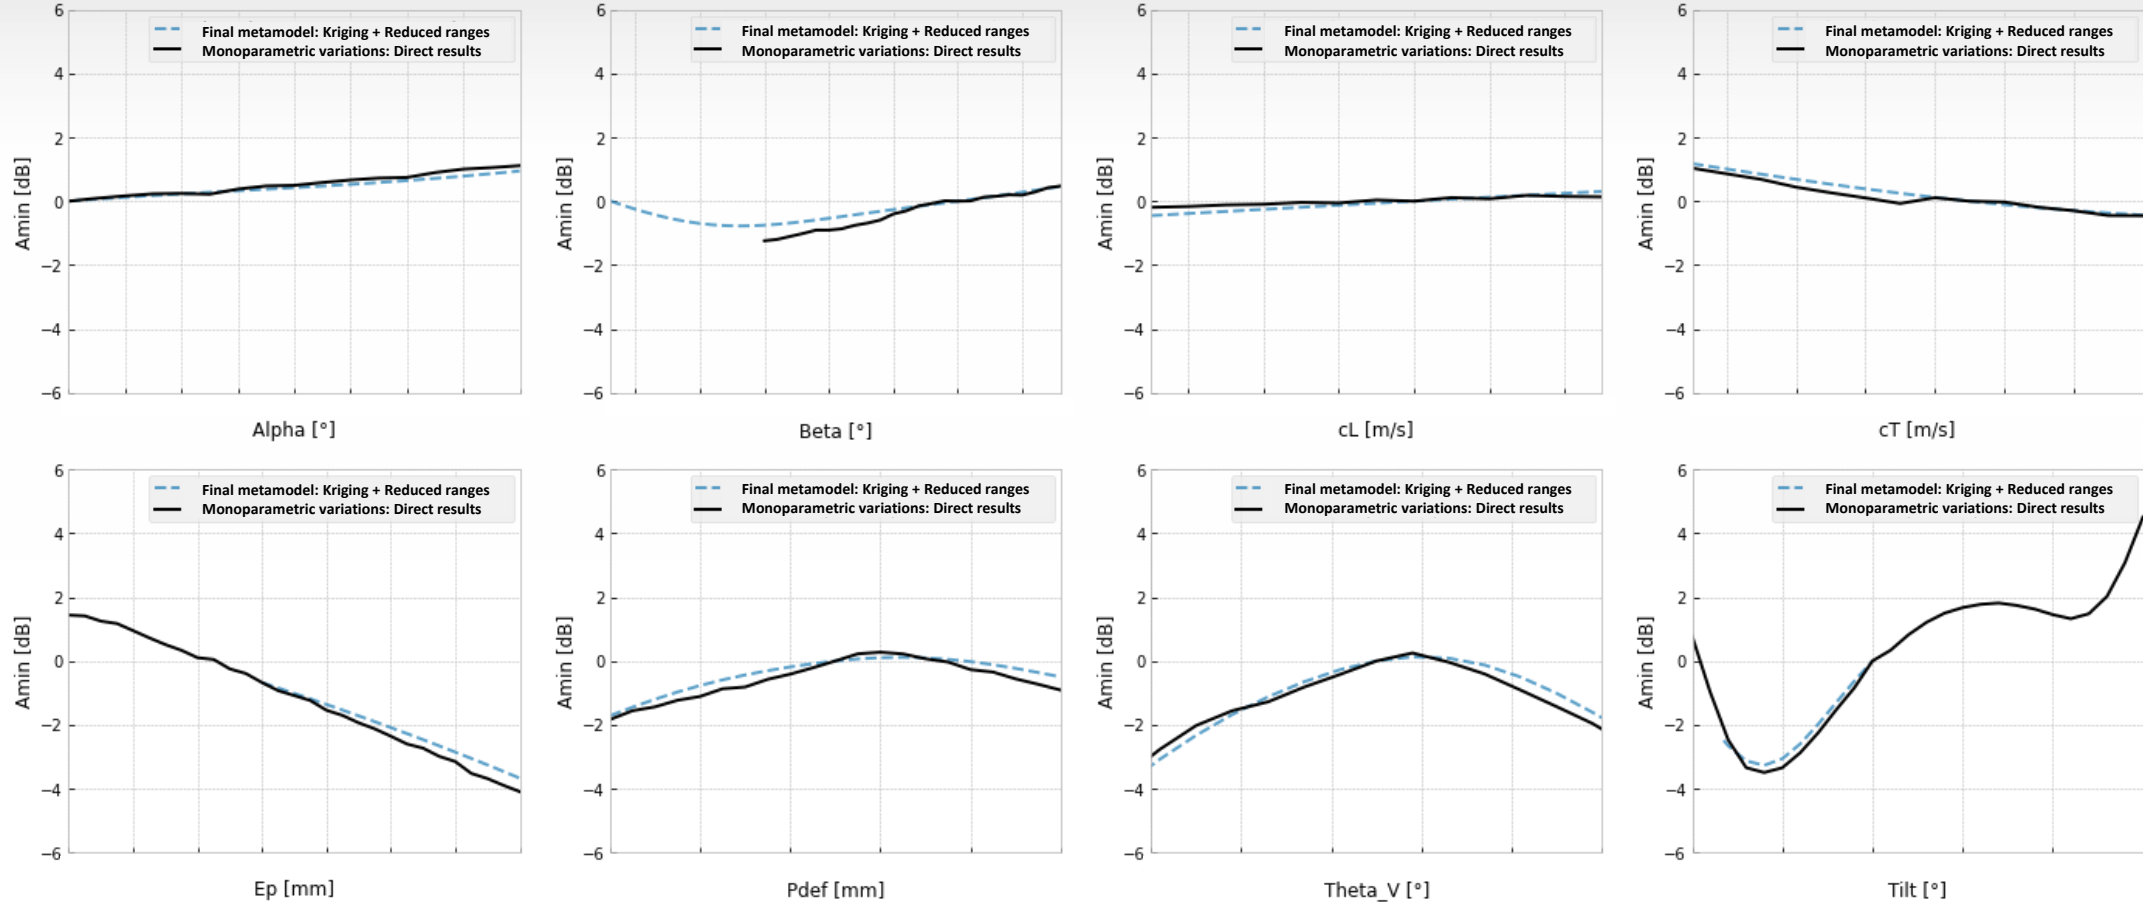 6
4
2
0
−2
−4
−6
Amin [dB]
Final metamodel: Kriging + Reduced ranges
Monoparametric variations: Direct results
Alpha [°]
6
4
2
0
−2
−4
−6
Amin [dB]
Final metamodel: Kriging + Reduced ranges
Monoparametric variations: Direct results
Beta [°]
6
4
2
0
−2
−4
−6
Amin [dB]
Final metamodel: Kriging + Reduced ranges
Monoparametric variations: Direct results
cL [m/s]
6
4
2
0
−2
−4
−6
Amin [dB]
Final metamodel: Kriging + Reduced ranges
Monoparametric variations: Direct results
cT [m/s]
6
4
2
0
−2
−4
−6
Amin [dB]
Final metamodel: Kriging + Reduced ranges
Monoparametric variations: Direct results
Ep [mm]
6
4
2
0
−2
−4
−6
Amin [dB]
Final metamodel: Kriging + Reduced ranges
Monoparametric variations: Direct results
Pdef [mm]
6
4
2
0
−2
−4
−6
Amin [dB]
Final metamodel: Kriging + Reduced ranges
Monoparametric variations: Direct results
Theta_V [°]
6
4
2
0
−2
−4
−6
Amin [dB]
Final metamodel: Kriging + Reduced ranges
Monoparametric variations: Direct results
Tilt [°]